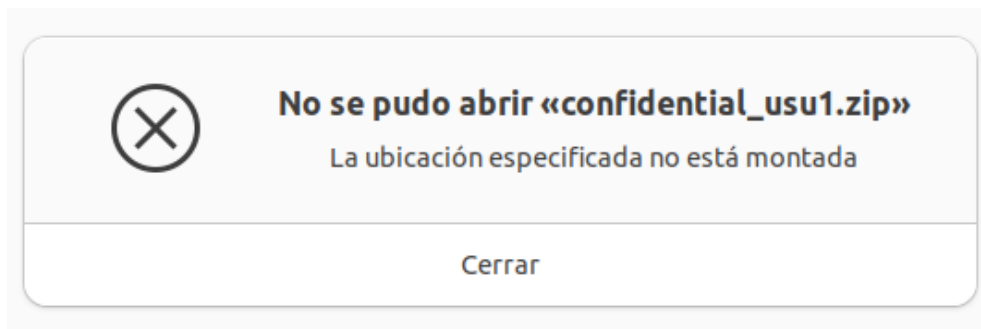 No se pudo abrir «confidential_usu1.zip»
La ubicación especificada no está montada
Cerrar